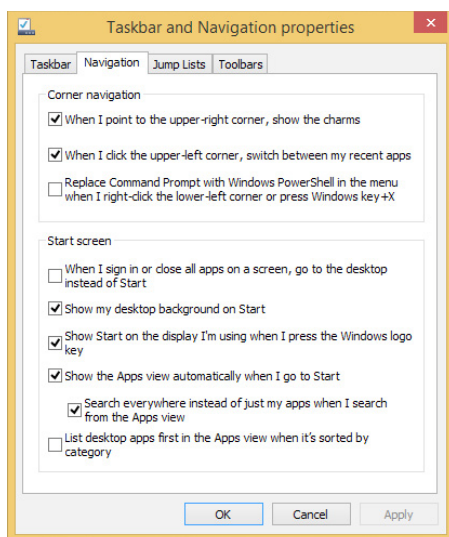 Taskbar and Navigation properties
Taskbar Navigation Jump Lists Toolbars
Corner navigation
When I point to the upper-right corner, show the charms
When I click the upper-left corner, switch between my recent apps
Replace Command Prompt with Windows PowerShell in the menu
when I right-click the lower-left corner or press Windows key+X
Start screen
When I sign in or close all apps on a screen, go to the desktop
instead of Start
Show my desktop background on Start
Show Start on the display I'm using when I press the Windows logo
key
Show the Apps view automatically when I go to Start
Search everywhere instead of just my apps when I search
from the Apps view
List desktop apps first in the Apps view when it's sorted by
category
OK Cancel Apply